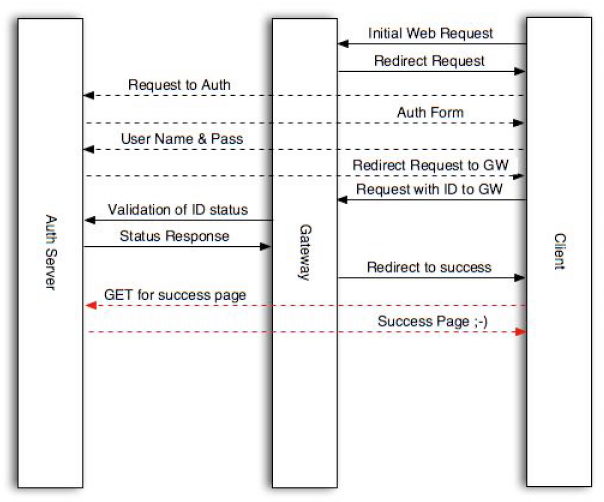 Initial Web Request
Redirect Request
Request to Auth
Auth Form
User Name & Pass
Redirect Request to GW
Request with ID to GW
Validation of ID status
Status Response
Redirect to success
GET for success page
Success Page ;-)
Auth Server
Gateway
Client